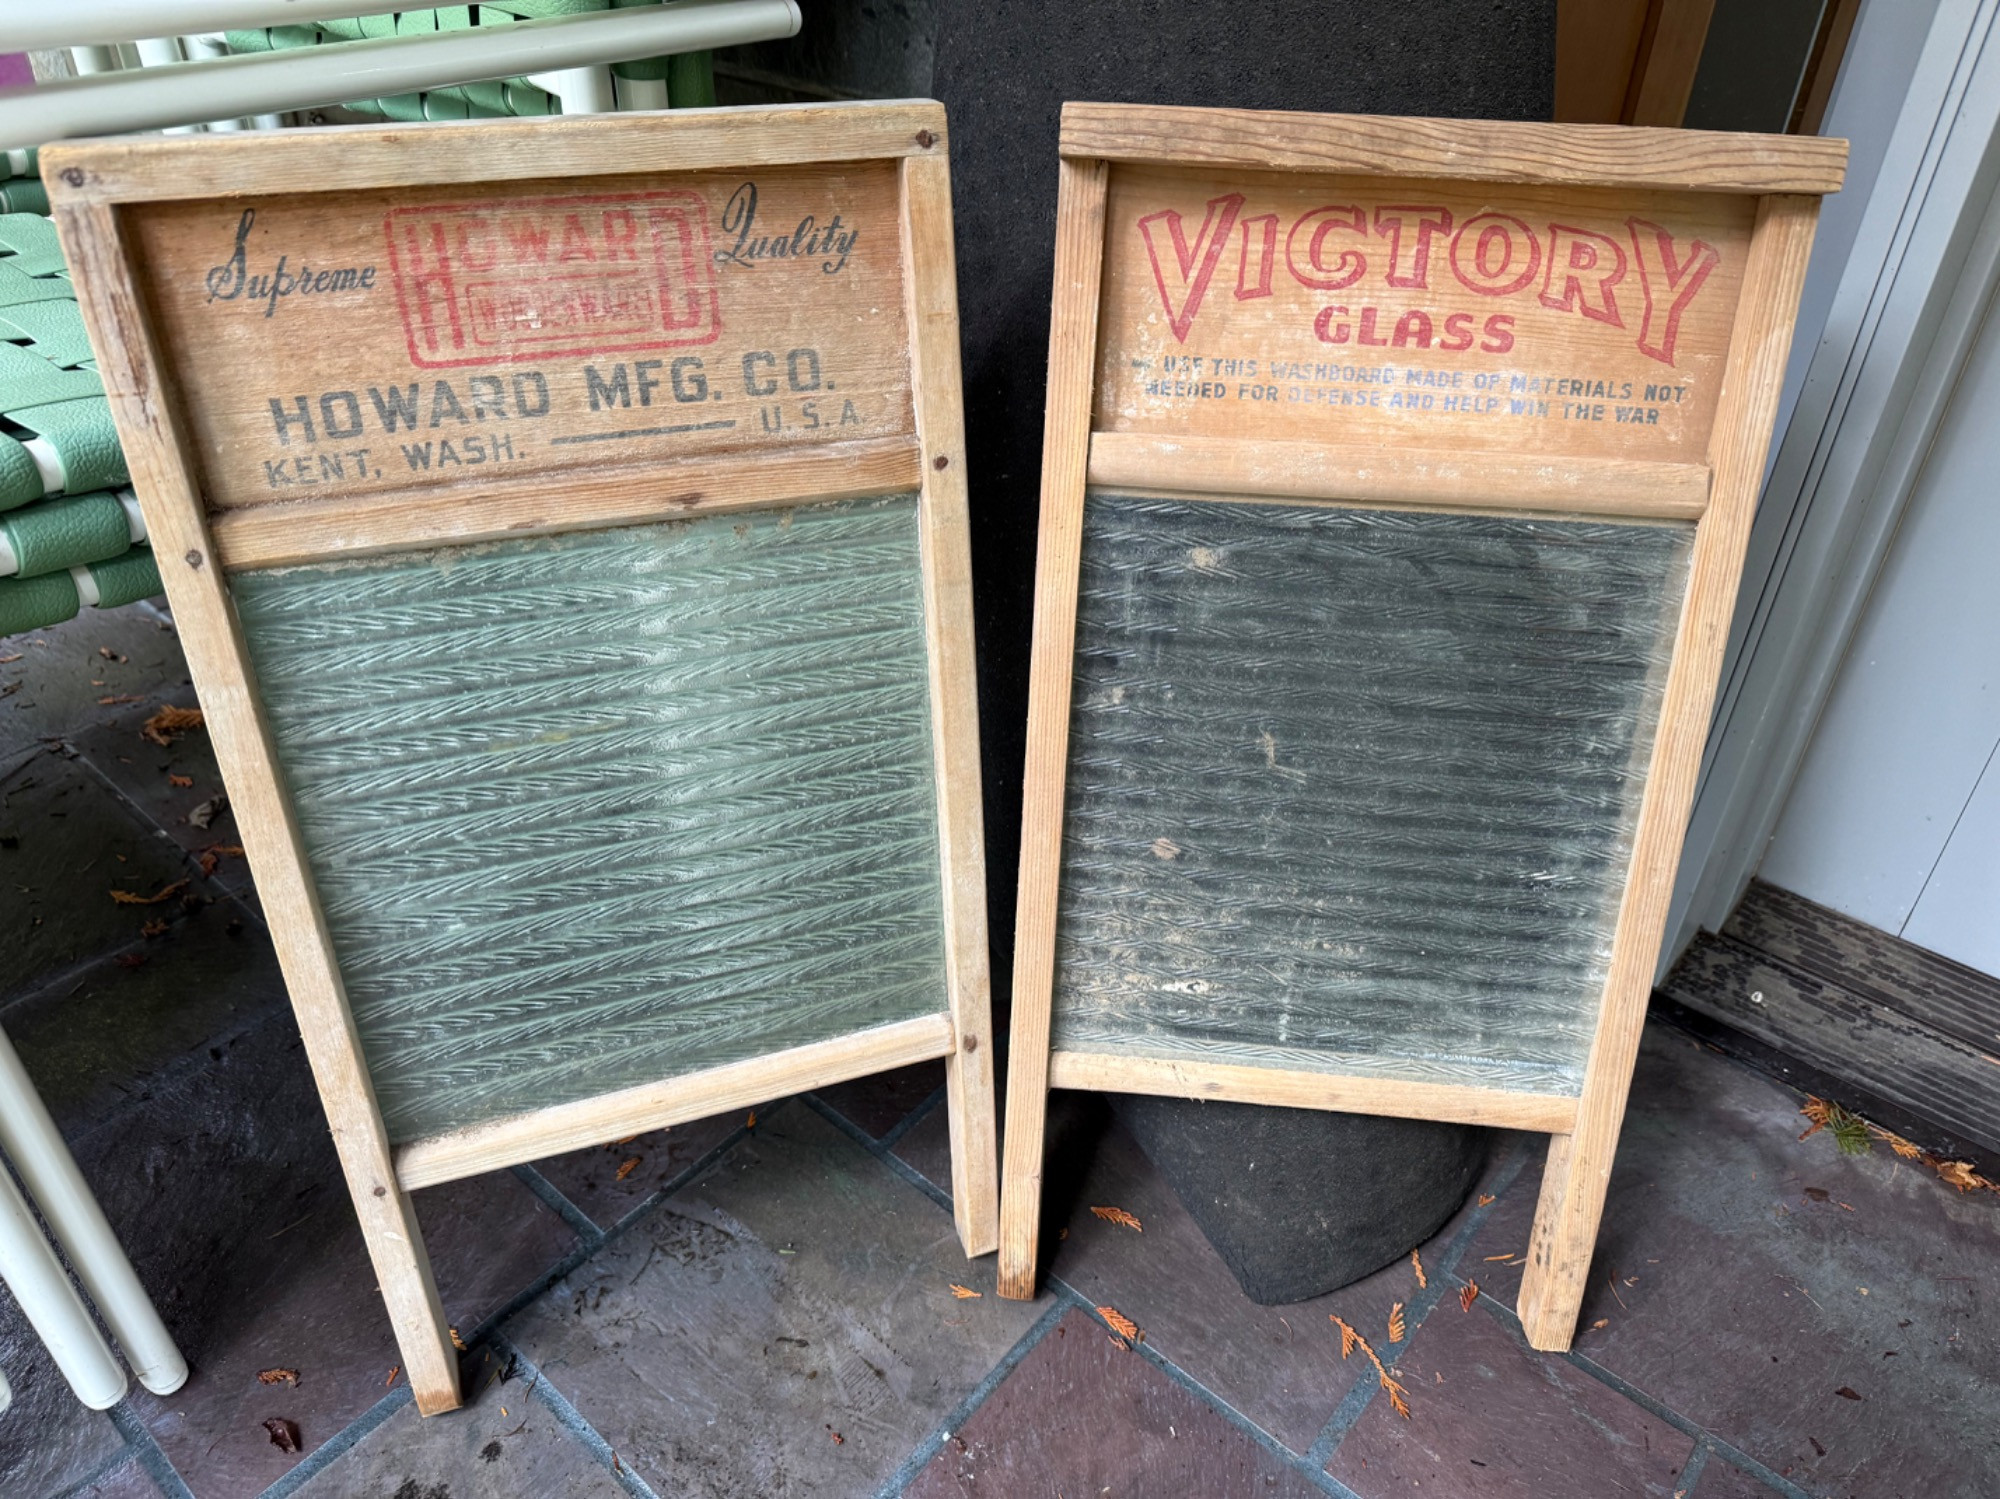 Supreme HOWARD Quality
WOODENWARE
HOWARD MFG. CO.
KENT, WASH. U.S.A.
VICTORY
GLASS
USE THIS WASHBOARD MADE OF MATERIALS NOT
NEEDED FOR DEFENSE AND HELP WIN THE WAR